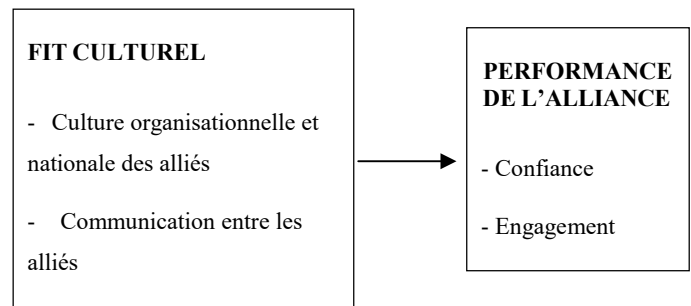 FIT CULTUREL
- Culture organisationnelle et
nationale des alliés
- Communication entre les
alliés
PERFORMANCE
DE L’ALLIANCE
- Confiance
- Engagement